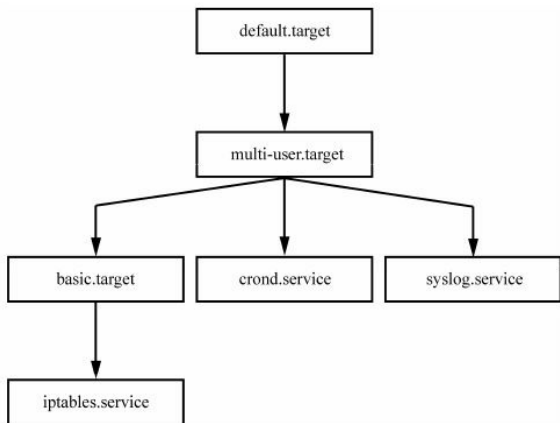 default.target
multi-user.target
basic.target
crond.service
syslog.service
iptables.service